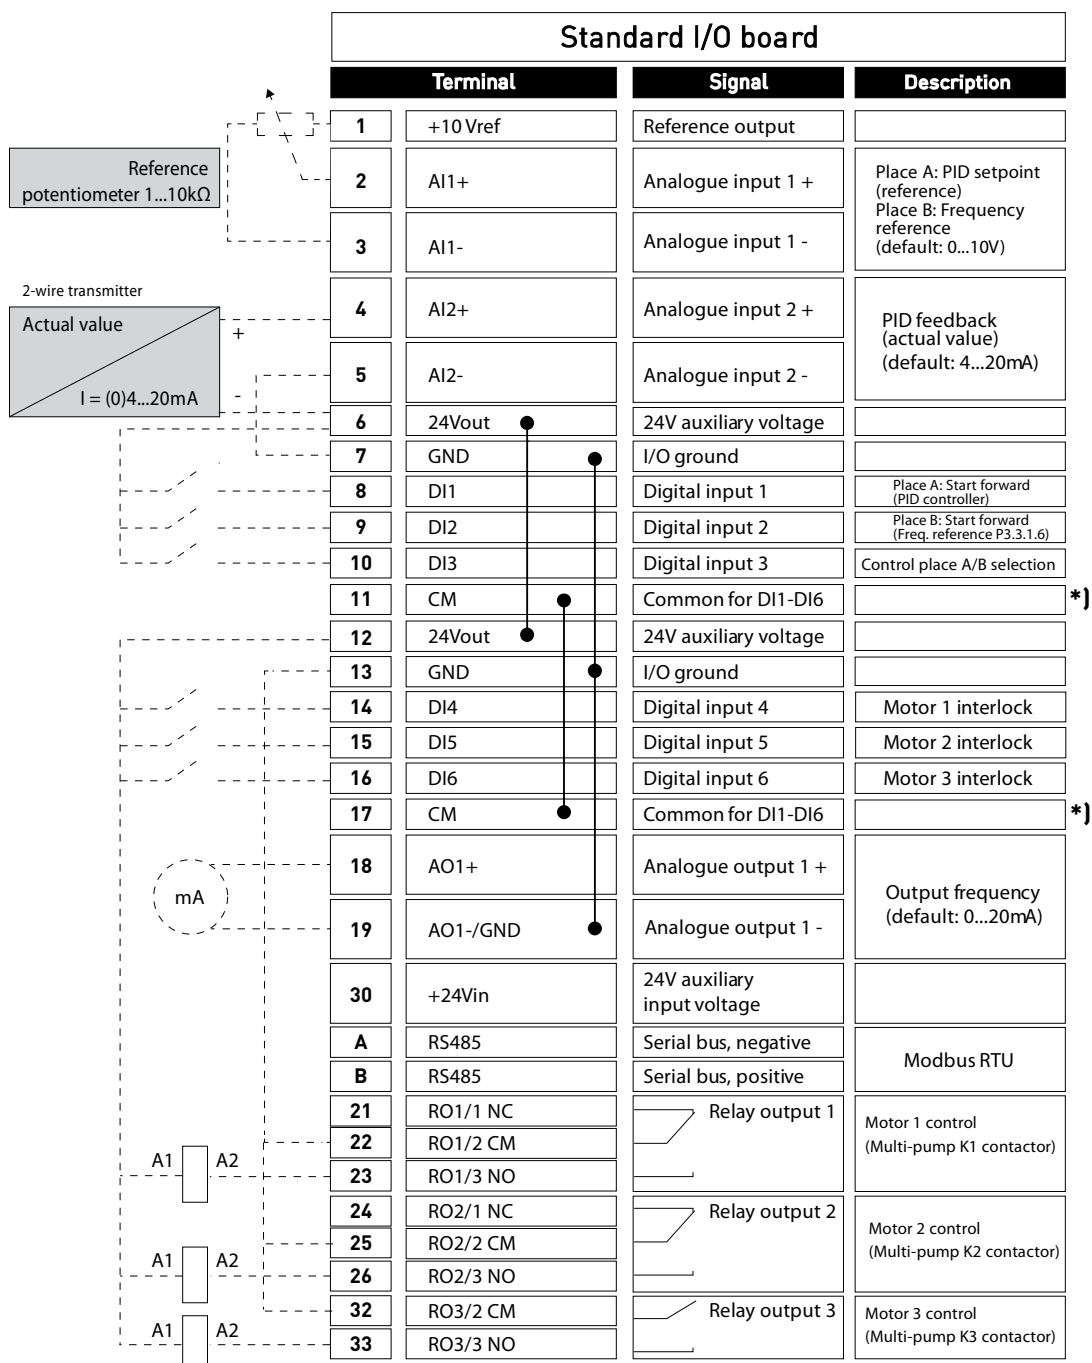 Standard I/O board
Terminal Signal Description
1 +10 Vref Reference output
Reference
potentiometer 1...10kΩ
2 AI1+ Analogue input 1 +
3 AI1- Analogue input 1 -
Place A: PID setpoint
(reference)
Place B: Frequency
reference
(default: 0...10V)
2-wire transmitter
Actual value
+
-
I = (0)4...20mA
4 AI2+ Analogue input 2 +
5 AI2- Analogue input 2 -
PID feedback
(actual value)
(default: 4...20mA)
6 24Vout 24V auxiliary voltage
7 GND I/O ground
8 DI1 Digital input 1
Place A: Start forward
(PID controller)
9 DI2 Digital input 2
Place B: Start forward
(Freq. reference P3.3.1.6)
10 DI3 Digital input 3 Control place A/B selection
11 CM Common for DI1-DI6 *)
12 24Vout 24V auxiliary voltage
13 GND I/O ground
14 DI4 Digital input 4 Motor 1 interlock
15 DI5 Digital input 5 Motor 2 interlock
16 DI6 Digital input 6 Motor 3 interlock
17 CM Common for DI1-DI6 *)
mA
18 AO1+ Analogue output 1 +
19 AO1-/GND Analogue output 1 -
Output frequency
(default: 0...20mA)
30 +24Vin 24V auxiliary
input voltage
A RS485 Serial bus, negative
B RS485 Serial bus, positive
Modbus RTU
21 RO1/1 NC Relay output 1
22 RO1/2 CM
23 RO1/3 NO
A1 A2
Motor 1 control
(Multi-pump K1 contactor)
24 RO2/1 NC Relay output 2
25 RO2/2 CM
26 RO2/3 NO
A1 A2
Motor 2 control
(Multi-pump K2 contactor)
32 RO3/2 CM Relay output 3
33 RO3/3 NO
A1 A2
Motor 3 control
(Multi-pump K3 contactor)